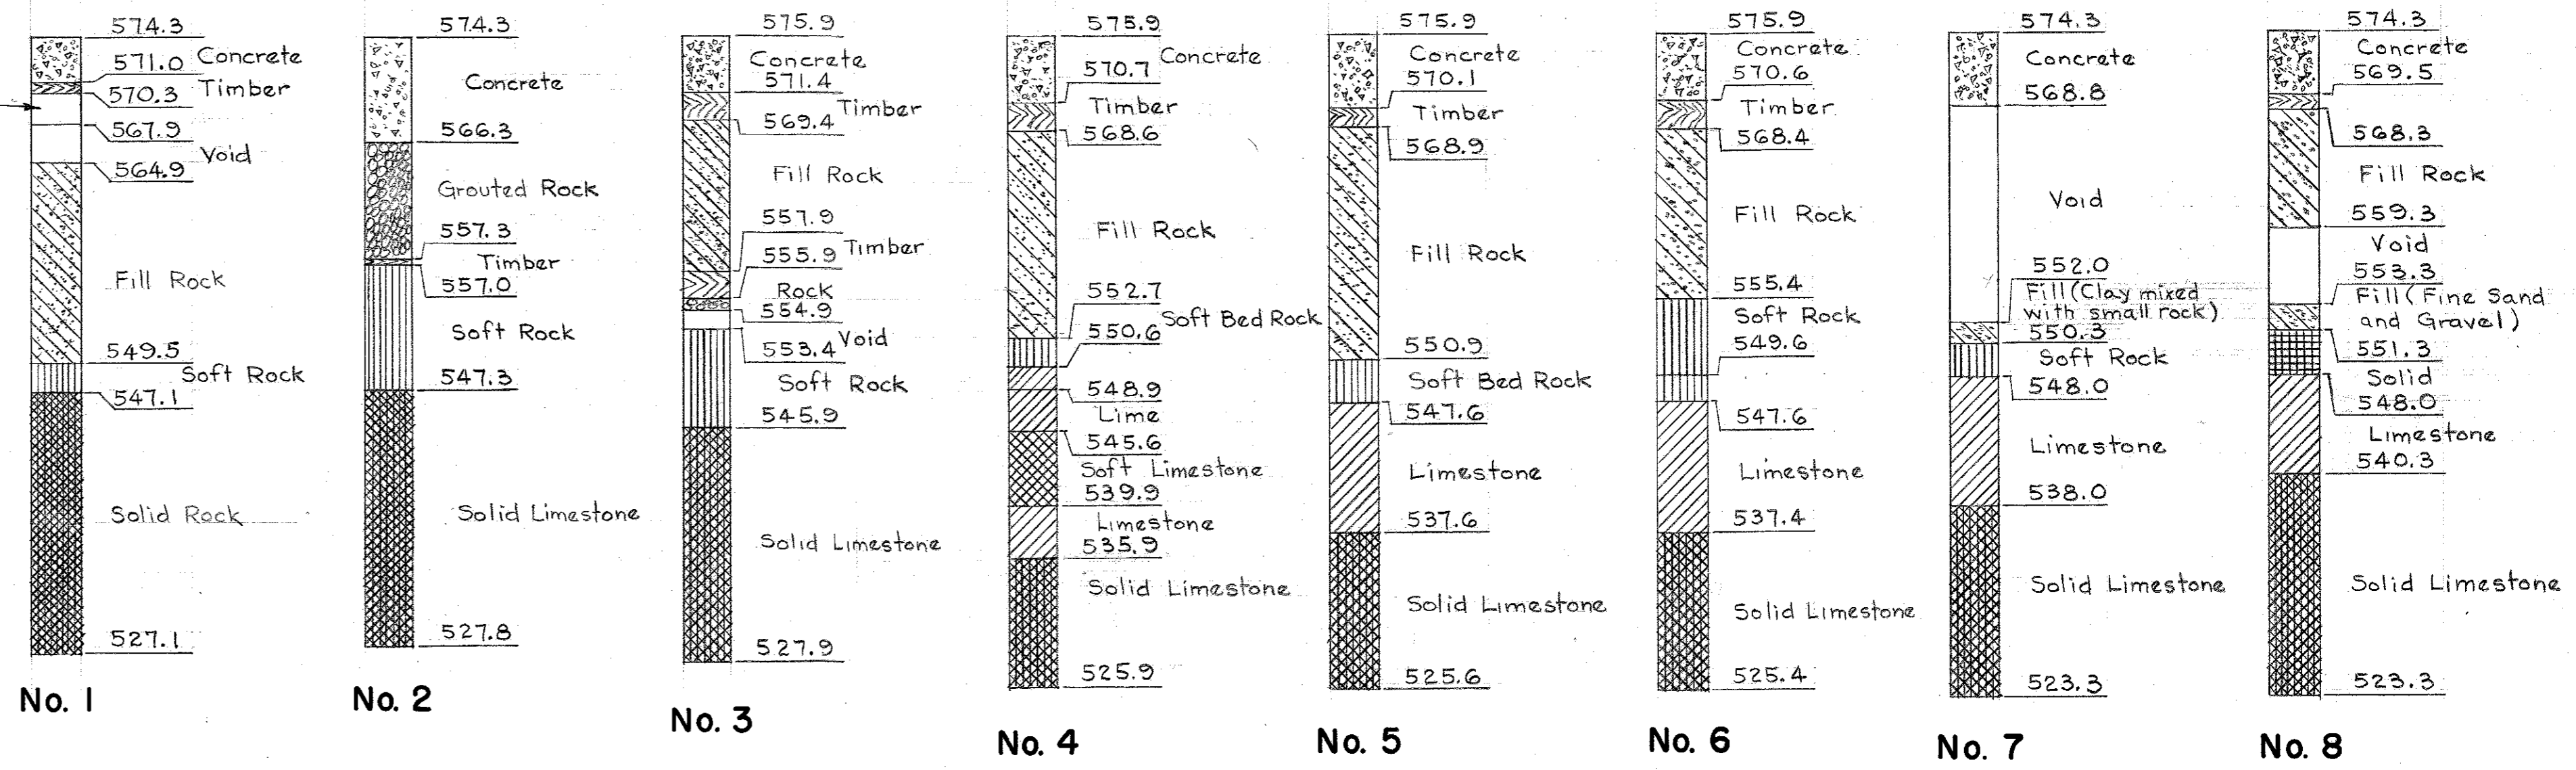 574.3
Concrete
571.0
Timber
570.3
567.9
Void
564.9
Fill Rock
549.5
Soft Rock
547.1
Solid Rock
527.1
No. 1
574.3
Concrete
566.3
Grouted Rock
557.3
Timber
557.0
Soft Rock
547.3
Solid Limestone
527.8
No. 2
575.9
Concrete
571.4
Timber
569.4
Fill Rock
557.9
Timber
555.9
Rock
554.9
Void
553.4
Soft Rock
545.9
Solid Limestone
527.9
No. 3
575.9
Concrete
570.7
Timber
568.6
Fill Rock
552.7
Soft Bed Rock
550.6
548.9
Lime
545.6
Soft Limestone
539.9
Limestone
535.9
Solid Limestone
525.9
No. 4
575.9
Concrete
570.1
Timber
568.9
Fill Rock
550.9
Soft Bed Rock
547.6
Limestone
537.6
Solid Limestone
525.6
No. 5
575.9
Concrete
570.6
Timber
568.4
Fill Rock
555.4
Soft Rock
549.6
547.6
Limestone
537.4
Solid Limestone
525.4
No. 6
574.3
Concrete
568.8
Void
552.0
Fill (Clay mixed
with small rock)
550.3
Soft Rock
548.0
Limestone
538.0
Solid Limestone
523.3
No. 7
574.3
Concrete
569.5
568.3
Fill Rock
559.3
Void
553.3
Fill (Fine Sand
and Gravel)
551.3
Solid
548.0
Limestone
540.3
Solid Limestone
523.3
No. 8